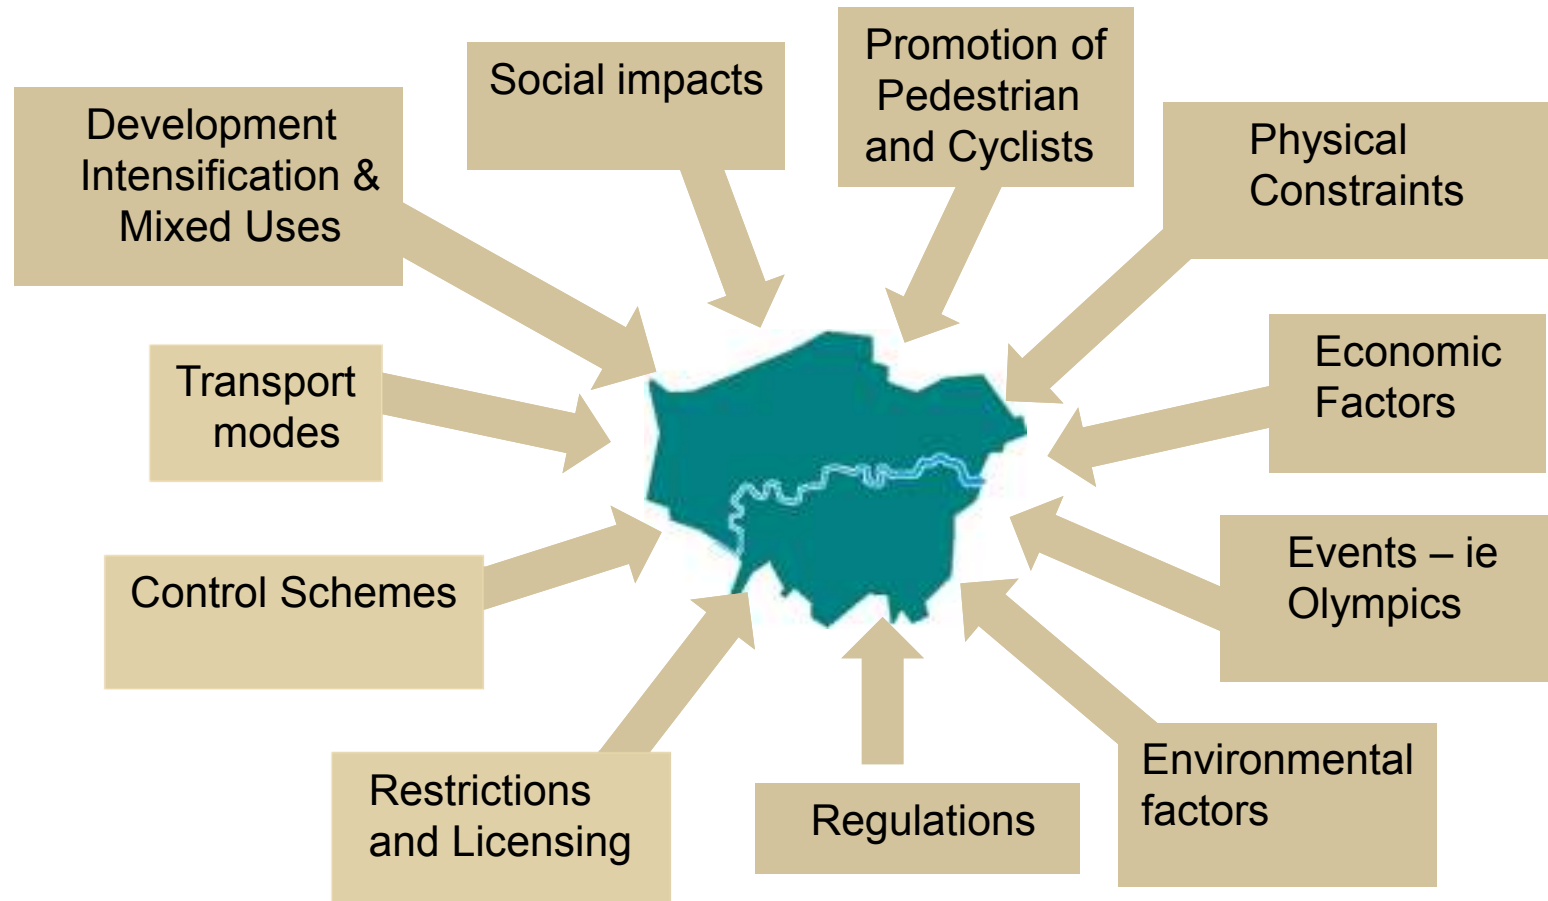 Social impacts
Promotion of
Pedestrian
and Cyclists
Development
Intensification &
Mixed Uses
Physical
Constraints
Transport
modes
Economic
Factors
Control Schemes
Events – ie
Olympics
Restrictions
and Licensing
Regulations
Environmental
factors